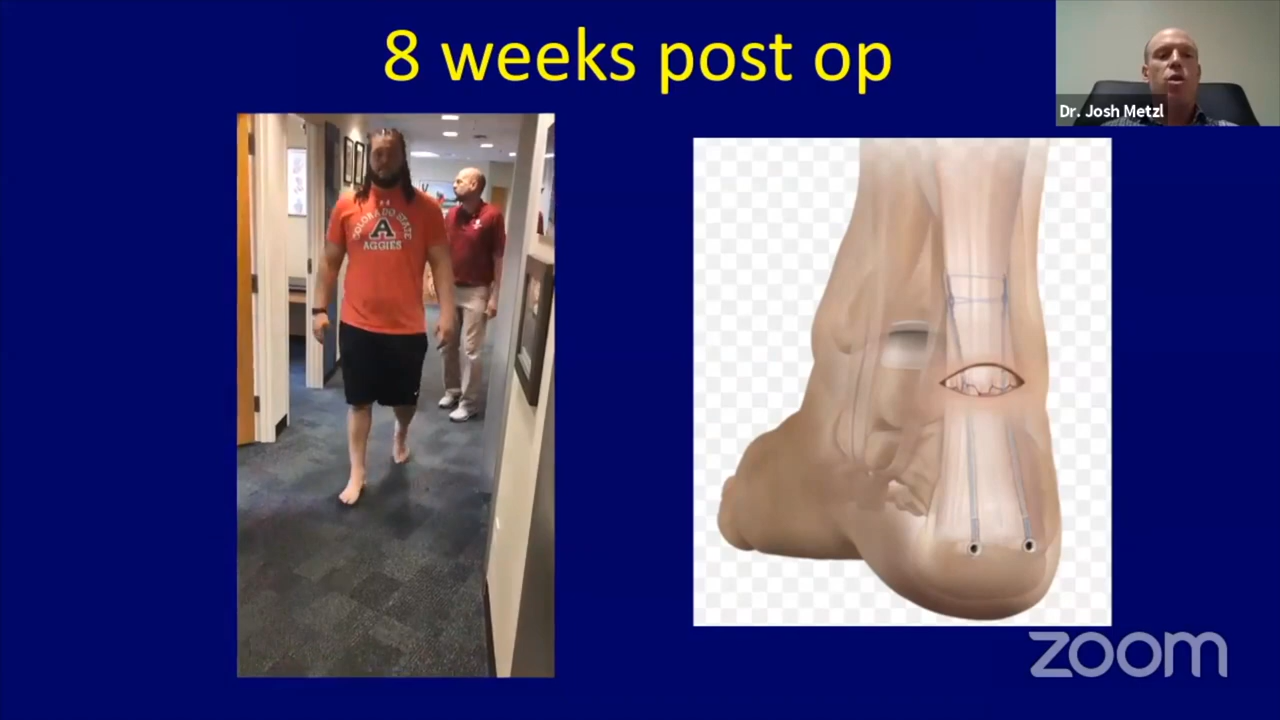 8 weeks post op
Dr. Josh Metzl
COLORADO STATE
A
AGGIES
zoom